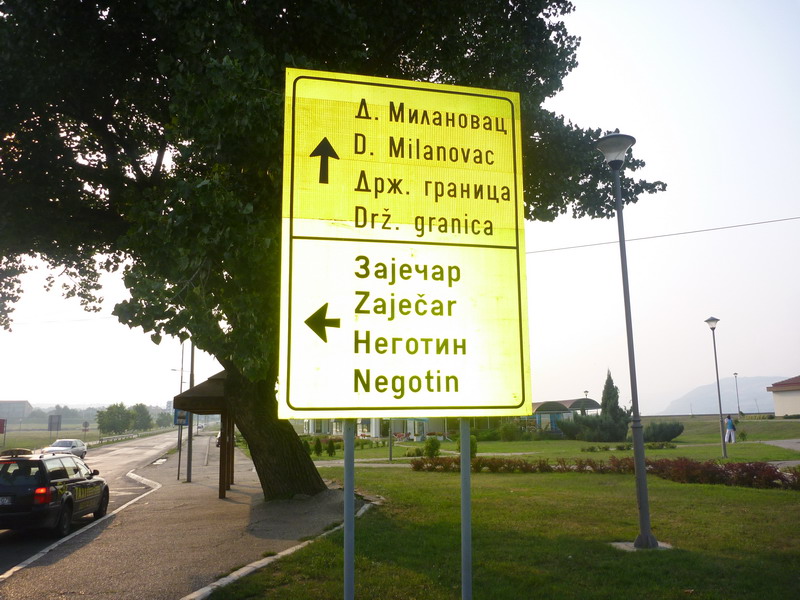 Д. Милановац
D. Milanovac
Држ. граница
Drž. granica
Зајечар
Zaječar
Неготин
Negotin